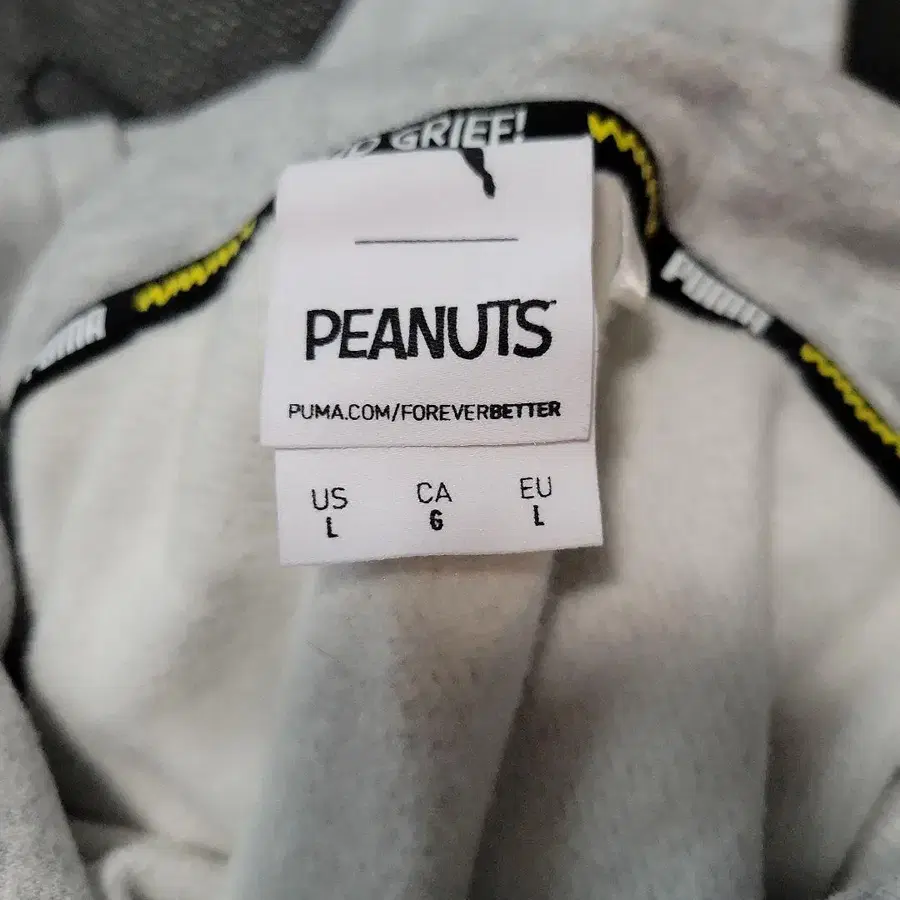 GRIEF!
PEANUTS
PUMA.COM/FOREVERBETTER
US CA EU
L G L
PUMA
PUMA